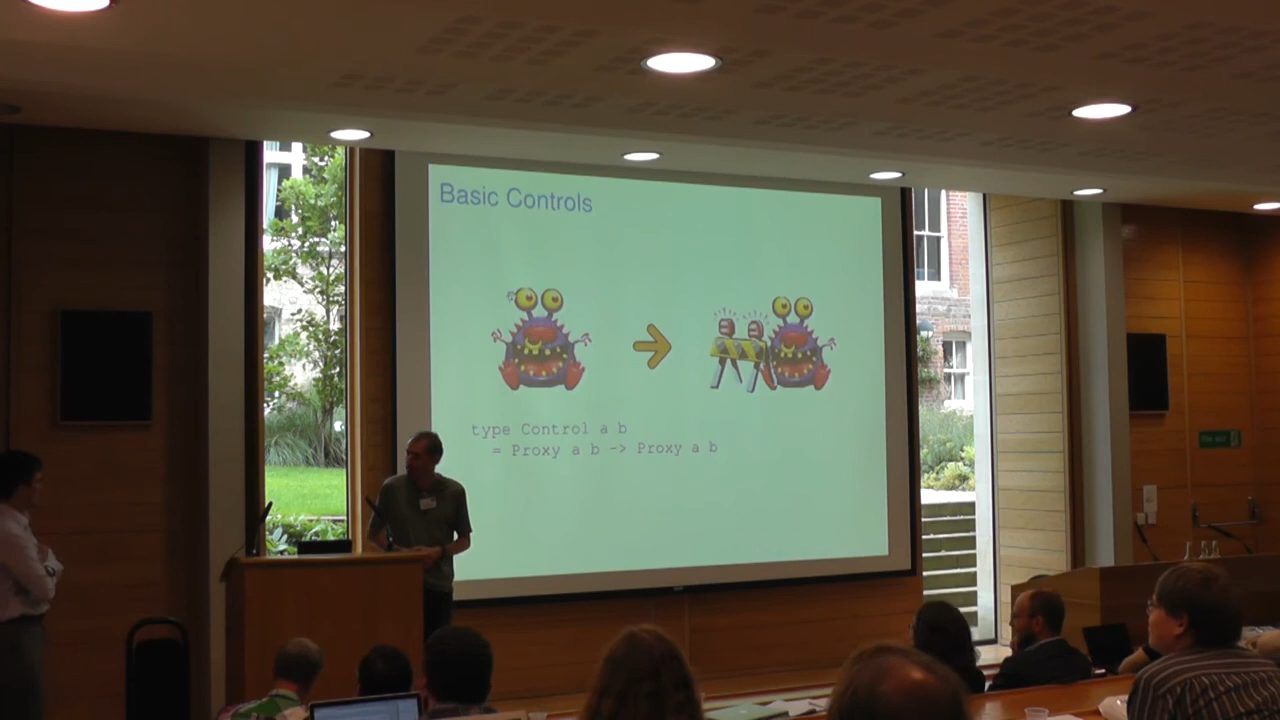 Basic Controls
type Control a b
= Proxy a b -> Proxy a b